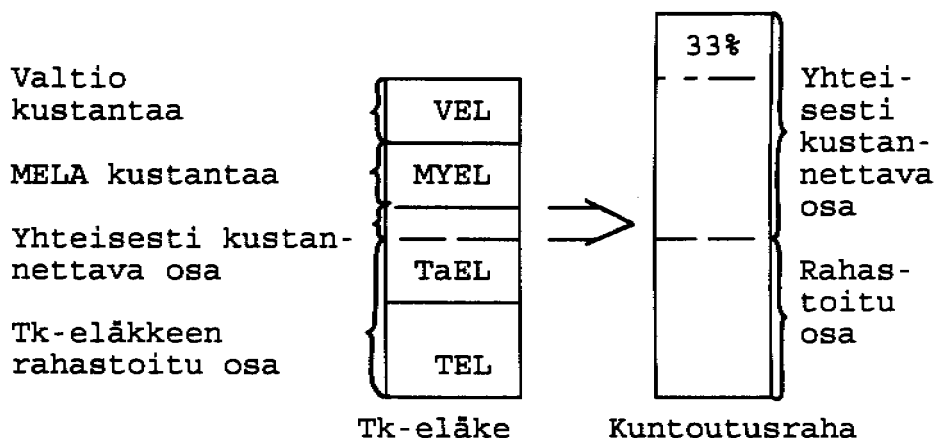 Valtio
kustantaa
MELA kustantaa
Yhteisesti kustan-
nettava osa
Tk-eläkkeen
rahastoitu osa
VEL
MYEL
TaEL
TEL
Tk-eläke
33%
Kuntoutusraha
Yhtei-
sesti
kustan-
nettava
osa
Rahas-
toitu
osa